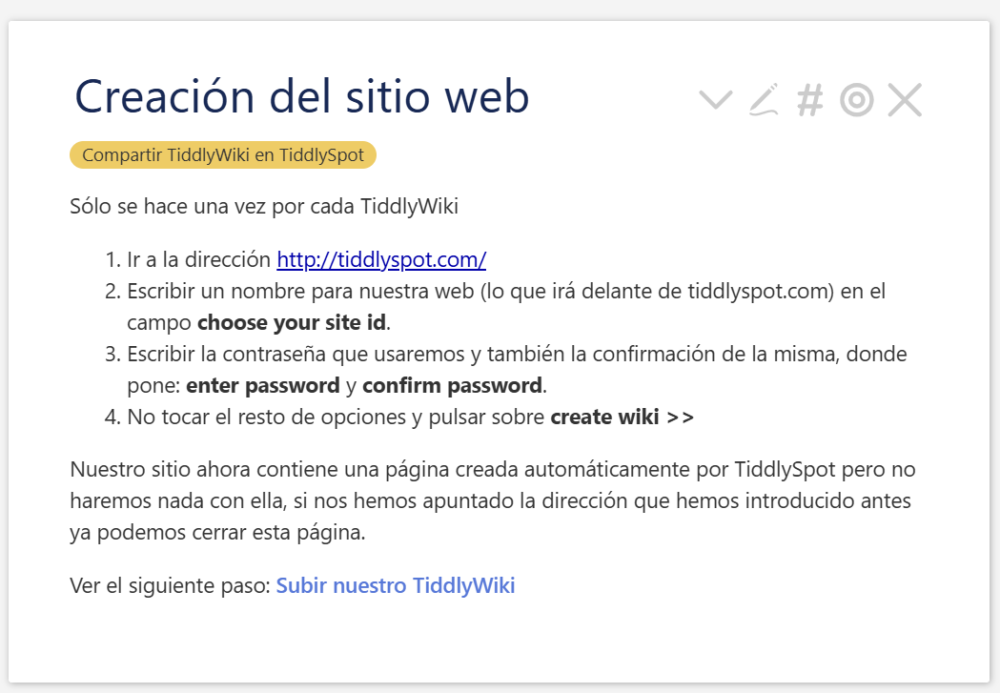 Creación del sitio web
Compartir TiddlyWiki en TiddlySpot
Sólo se hace una vez por cada TiddlyWiki
1. Ir a la dirección http://tiddlyspot.com/
2. Escribir un nombre para nuestra web (lo que irá delante de tiddlyspot.com) en el
campo choose your site id.
3. Escribir la contraseña que usaremos y también la confirmación de la misma, donde
pone: enter password y confirm password.
4. No tocar el resto de opciones y pulsar sobre create wiki >>
Nuestro sitio ahora contiene una página creada automáticamente por TiddlySpot pero no
haremos nada con ella, si nos hemos apuntado la dirección que hemos introducido antes
ya podemos cerrar esta página.
Ver el siguiente paso: Subir nuestro TiddlyWiki